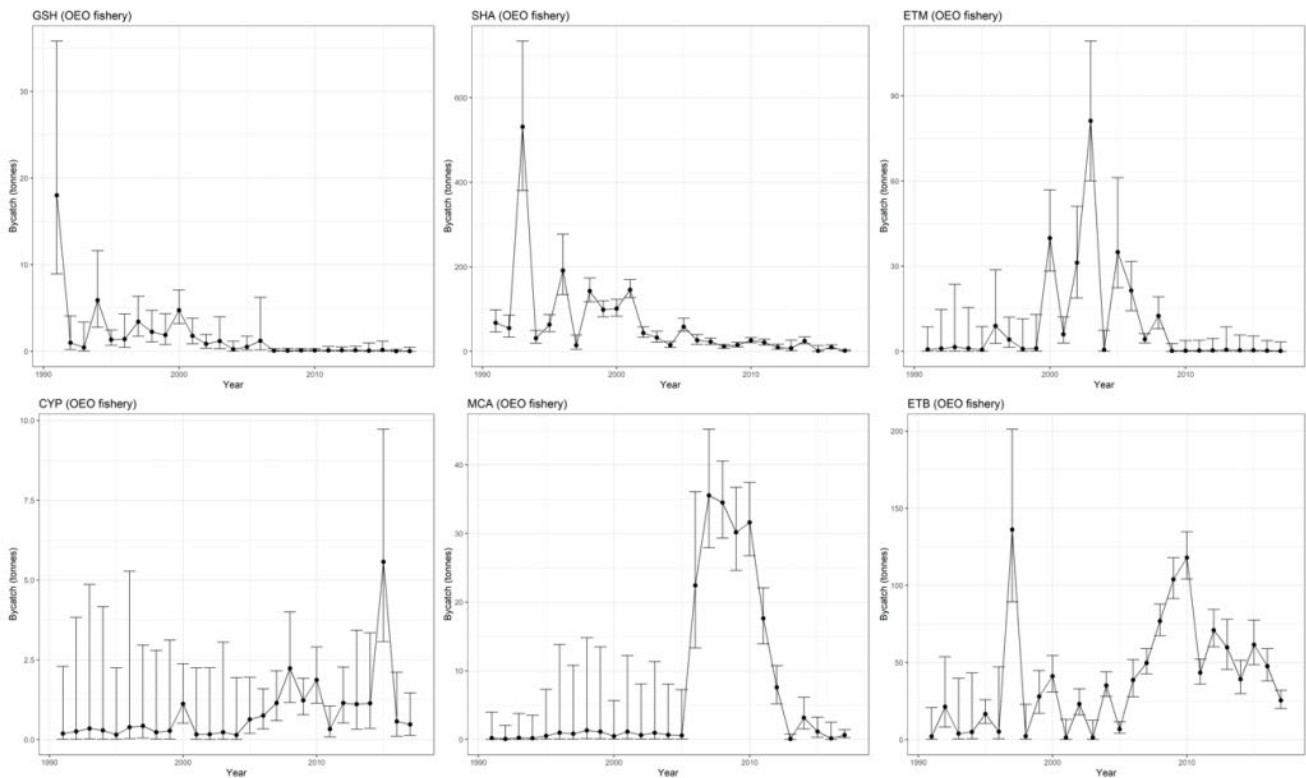 GSH (OEO fishery)
Bycatch (tonnes)
30
20
10
0
1990
2000
2010
Year
SHA (OEO fishery)
Bycatch (tonnes)
600
400
200
0
1990
2000
2010
Year
ETM (OEO fishery)
Bycatch (tonnes)
90
60
30
0
1990
2000
2010
Year
CYP (OEO fishery)
Bycatch (tonnes)
10.0
7.5
5.0
2.5
0.0
1990
2000
2010
Year
MCA (OEO fishery)
Bycatch (tonnes)
40
30
20
10
0
1990
2000
2010
Year
ETB (OEO fishery)
Bycatch (tonnes)
200
150
100
50
0
1990
2000
2010
Year